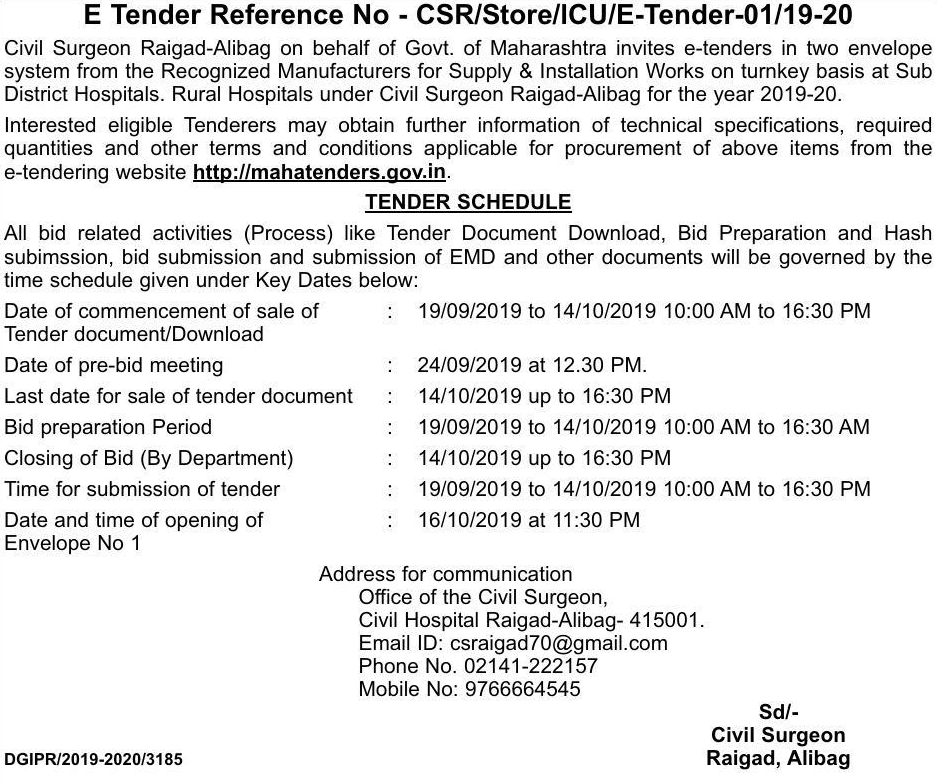 E Tender Reference No - CSR/Store/ICU/E-Tender-01/19-20
Civil Surgeon Raigad-Alibag on behalf of Govt. of Maharashtra invites e-tenders in two envelope
system from the Recognized Manufacturers for Supply & Installation Works on turnkey basis at Sub
District Hospitals. Rural Hospitals under Civil Surgeon Raigad-Alibag for the year 2019-20.
Interested eligible Tenderers may obtain further information of technical specifications, required
quantities and other terms and conditions applicable for procurement of above items from the
e-tendering website http://mahatenders.gov.in.
TENDER SCHEDULE
All bid related activities (Process) like Tender Document Download, Bid Preparation and Hash
subimssion, bid submission and submission of EMD and other documents will be governed by the
time schedule given under Key Dates below:
Date of commencement of sale of : 19/09/2019 to 14/10/2019 10:00 AM to 16:30 PM
Tender document/Download
Date of pre-bid meeting : 24/09/2019 at 12.30 PM.
Last date for sale of tender document : 14/10/2019 up to 16:30 PM
Bid preparation Period : 19/09/2019 to 14/10/2019 10:00 AM to 16:30 AM
Closing of Bid (By Department) : 14/10/2019 up to 16:30 PM
Time for submission of tender : 19/09/2019 to 14/10/2019 10:00 AM to 16:30 PM
Date and time of opening of : 16/10/2019 at 11:30 PM
Envelope No 1
Address for communication
Office of the Civil Surgeon,
Civil Hospital Raigad-Alibag- 415001.
Email ID: csraigad70@gmail.com
Phone No. 02141-222157
Mobile No: 9766664545
Sd/-
Civil Surgeon
DGIPR/2019-2020/3185 Raigad, Alibag